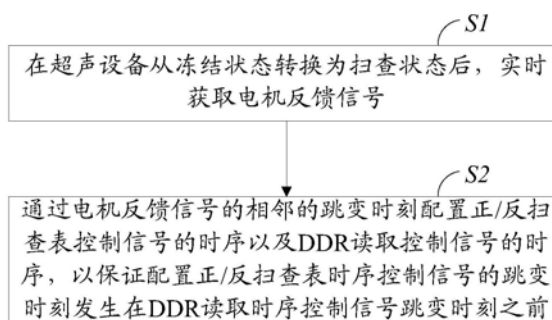 S1
在超声设备从冻结状态转换为扫查状态后，实时
获取电机反馈信号
S2
通过电机反馈信号的相邻的跳变时刻配置正/反扫
查表控制信号的时序以及DDR读取控制信号的时
序，以保证配置正/反扫查表时序控制信号的跳变
时刻发生在DDR读取时序控制信号跳变时刻之前